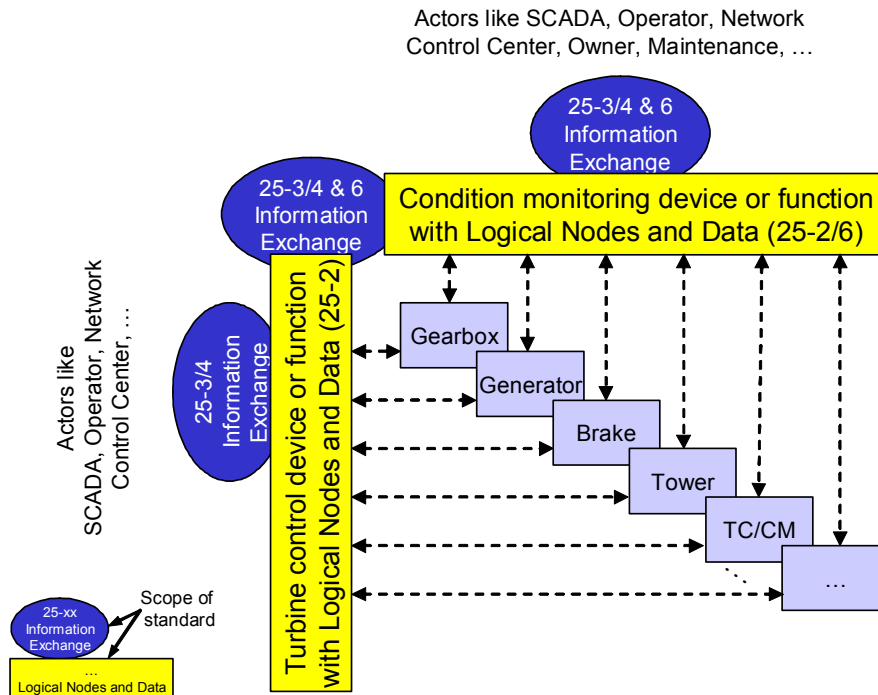 Actors like SCADA, Operator, Network
Control Center, Owner, Maintenance, …
25-3/4 & 6
Information
Exchange
25-3/4 & 6
Information
Exchange
Condition monitoring device or function
with Logical Nodes and Data (25-2/6)
Actors like
SCADA, Operator, Network
Control Center, …
25-3/4
Information
Exchange
Turbine control device or function
with Logical Nodes and Data (25-2)
Gearbox
Generator
Brake
Tower
TC/CM
…
25-xx
Information
Exchange
Scope of
standard
…
Logical Nodes and Data